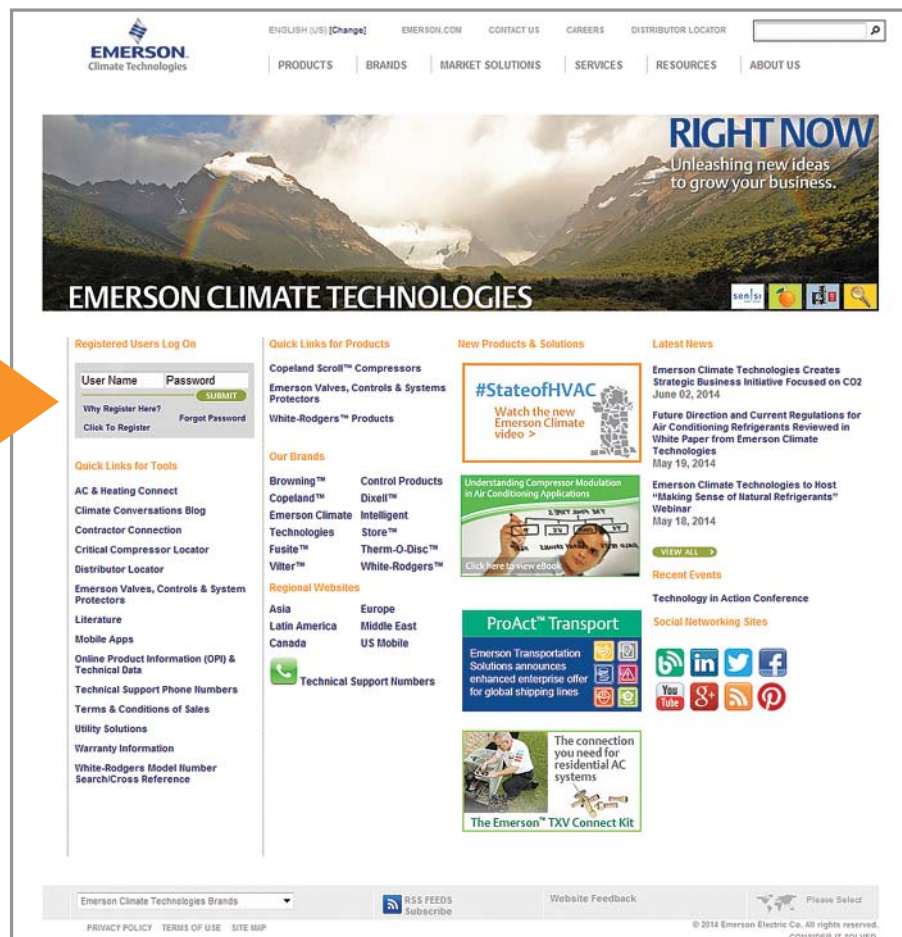 EMERSON.
Climate Technologies
ENGLISH (US) [Change] EMERSON.COM CONTACT US CAREERS DISTRIBUTOR LOCATOR
PRODUCTS BRANDS MARKET SOLUTIONS SERVICES RESOURCES ABOUT US
RIGHT NOW
Unleashing new ideas
to grow your business.
EMERSON CLIMATE TECHNOLOGIES
sensi
Registered Users Log On
User Name Password
SUBMIT
Why Register Here?
Forgot Password
Click To Register
Quick Links for Tools
AC & Heating Connect
Climate Conversations Blog
Contractor Connection
Critical Compressor Locator
Distributor Locator
Emerson Valves, Controls & System
Protectors
Literature
Mobile Apps
Online Product Information (OPI) &
Technical Data
Technical Support Phone Numbers
Terms & Conditions of Sales
Utility Solutions
Warranty Information
White-Rodgers Model Number
Search/Cross Reference
Quick Links for Products
Copeland Scroll™ Compressors
Emerson Valves, Controls & Systems
Protectors
White-Rodgers™ Products
Our Brands
Browning™
Copeland™
Emerson Climate
Technologies
Fusite™
Vilter™
Control Products
Dixell™
Intelligent
Store™
Therm-O-Disc™
White-Rodgers™
Regional Websites
Asia Europe
Latin America Middle East
Canada US Mobile
Technical Support Numbers
New Products & Solutions
#StateofHVAC
Watch the new
Emerson Climate
video >
Understanding Compressor Modulation
in Air Conditioning Applications
Click here to view eBook
ProAct™ Transport
Emerson Transportation
Solutions announces
enhanced enterprise offer
for global shipping lines
The connection
you need for
residential AC
systems
The Emerson™ TXV Connect Kit
Latest News
Emerson Climate Technologies Creates
Strategic Business Initiative Focused on CO2
June 02, 2014
Future Direction and Current Regulations for
Air Conditioning Refrigerants Reviewed in
White Paper from Emerson Climate
Technologies
May 19, 2014
Emerson Climate Technologies to Host
“Making Sense of Natural Refrigerants”
Webinar
May 18, 2014
VIEW ALL
Recent Events
Technology in Action Conference
Social Networking Sites
in
f
You
Tube
g+
Emerson Climate Technologies Brands
RSS FEEDS
Subscribe
Website Feedback
Please Select
PRIVACY POLICY TERMS OF USE SITE MAP
© 2014 Emerson Electric Co. All rights reserved.
CONSIDER IT SOLVED